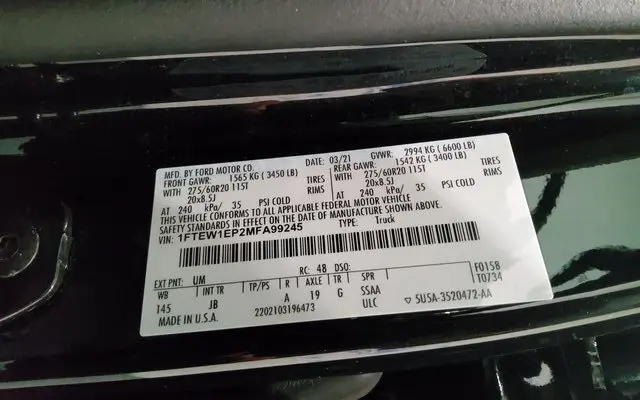 MFD. BY FORD MOTOR CO. DATE: 03/21 GVWR: 2994 KG ( 6600 LB)
FRONT GAWR: 1565 KG ( 3450 LB) REAR GAWR: 1542 KG ( 3400 LB)
WITH 275/60R20 115T TIRES WITH 275/60R20 115T TIRES
20x8.5J RIMS 20x8.5J RIMS
AT 240 kPa/ 35 PSI COLD AT 240 kPa/ 35 PSI COLD
THIS VEHICLE CONFORMS TO ALL APPLICABLE FEDERAL MOTOR VEHICLE
SAFETY STANDARDS IN EFFECT ON THE DATE OF MANUFACTURE SHOWN ABOVE.
VIN: 1FTEW1EP2MFA99245 TYPE: Truck
EXT PNT: UM RC: 48 DSO: F0158
WB INT TR TP/PS R AXLE TR SPR T0734
145 JB A 19 G SSAA
2202103196473 ULC ▽ 5U5A-3520472-AA
MADE IN U.S.A.